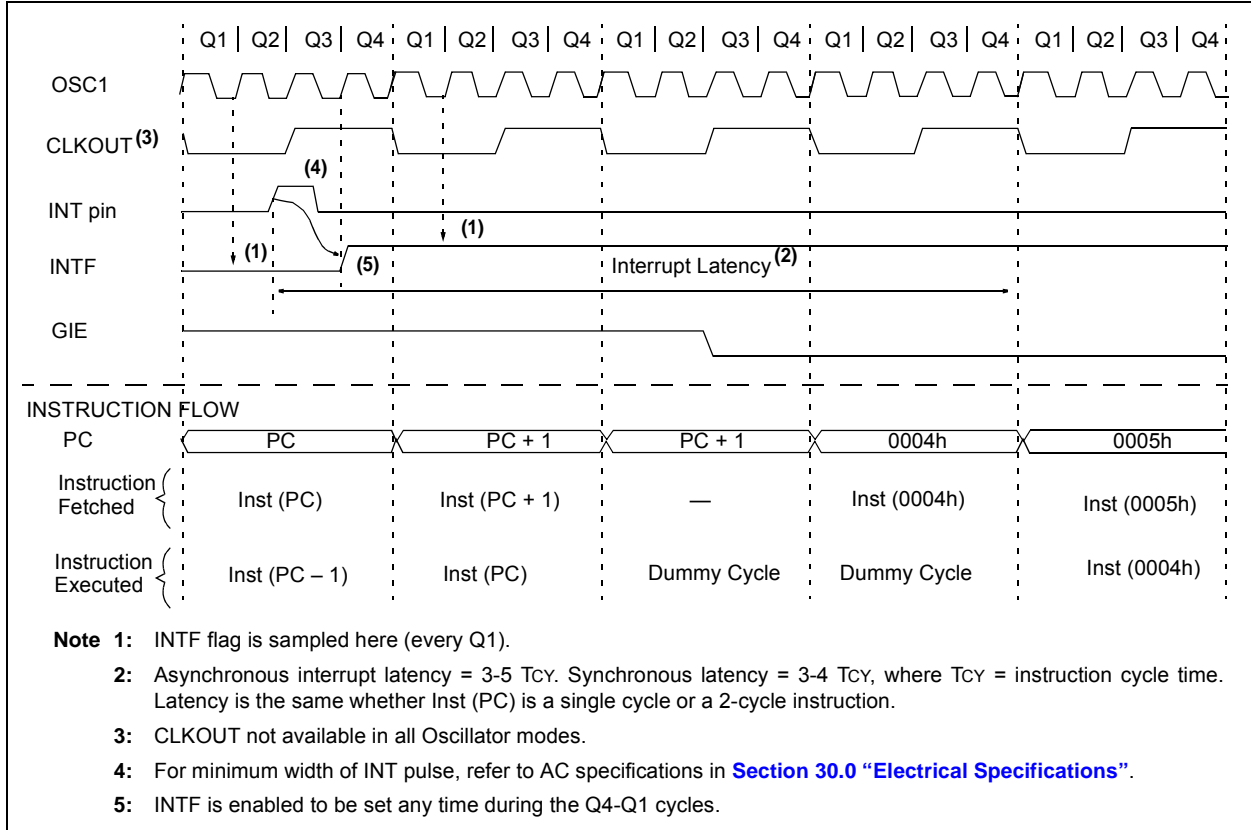 Q1 Q2 Q3 Q4 Q1 Q2 Q3 Q4 Q1 Q2 Q3 Q4 Q1 Q2 Q3 Q4 Q1 Q2 Q3 Q4
OSC1
CLKOUT (3)
(4)
INT pin
(1)
(1)
INTF
(5)
Interrupt Latency (2)
GIE
INSTRUCTION FLOW
PC PC PC + 1 PC + 1 0004h 0005h
Instruction
Fetched
Inst (PC) Inst (PC + 1) — Inst (0004h) Inst (0005h)
Instruction
Executed
Inst (PC – 1) Inst (PC) Dummy Cycle Dummy Cycle Inst (0004h)
Note 1: INTF flag is sampled here (every Q1).
2: Asynchronous interrupt latency = 3-5 TCY. Synchronous latency = 3-4 TCY, where TCY = instruction cycle time.
Latency is the same whether Inst (PC) is a single cycle or a 2-cycle instruction.
3: CLKOUT not available in all Oscillator modes.
4: For minimum width of INT pulse, refer to AC specifications in Section 30.0 “Electrical Specifications”.
5: INTF is enabled to be set any time during the Q4-Q1 cycles.